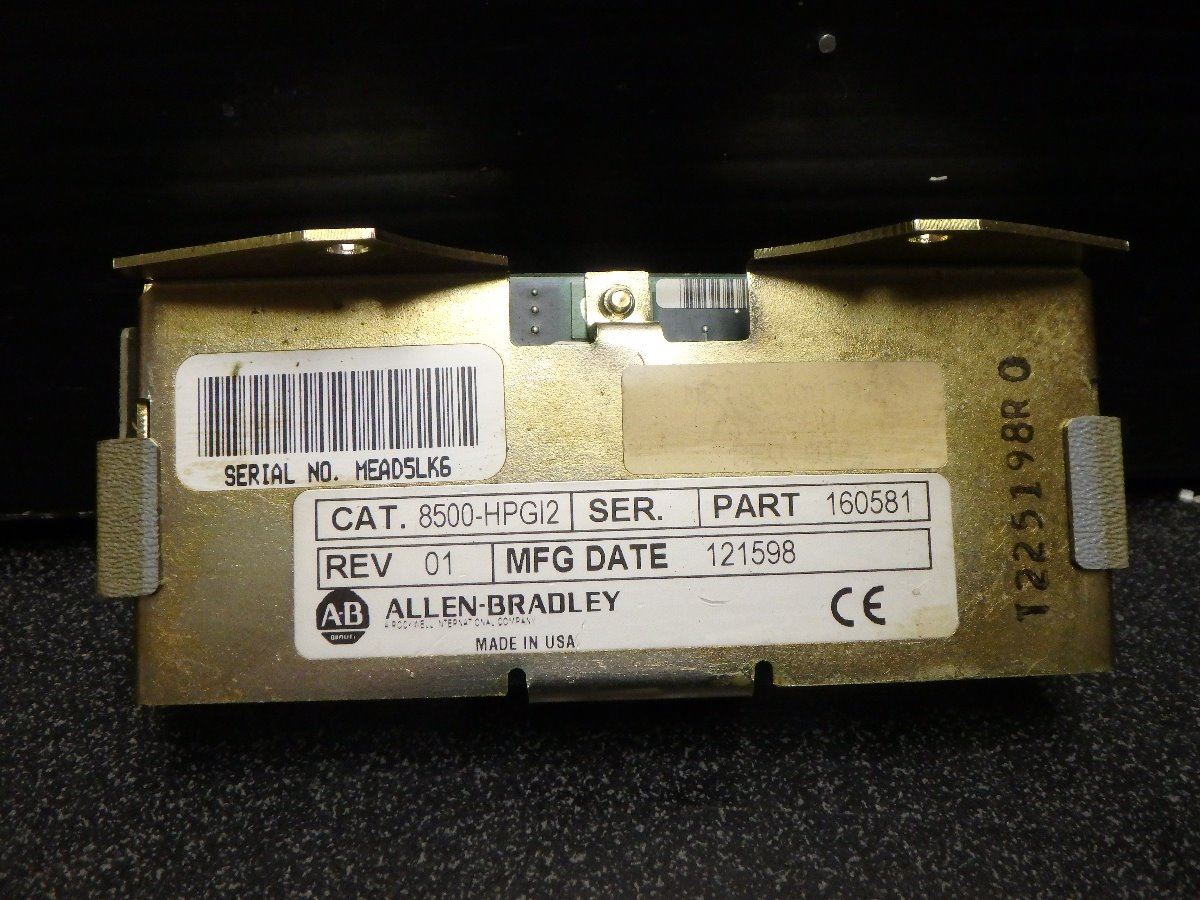 SERIAL NO. MEAD5LK6
CAT. 8500-HPGI2 SER. PART 160581
REV 01 MFG DATE 121598
A-B
QUALITY
ALLEN-BRADLEY
A ROCKWELL INTERNATIONAL COMPANY
CE
MADE IN USA
T225198R0